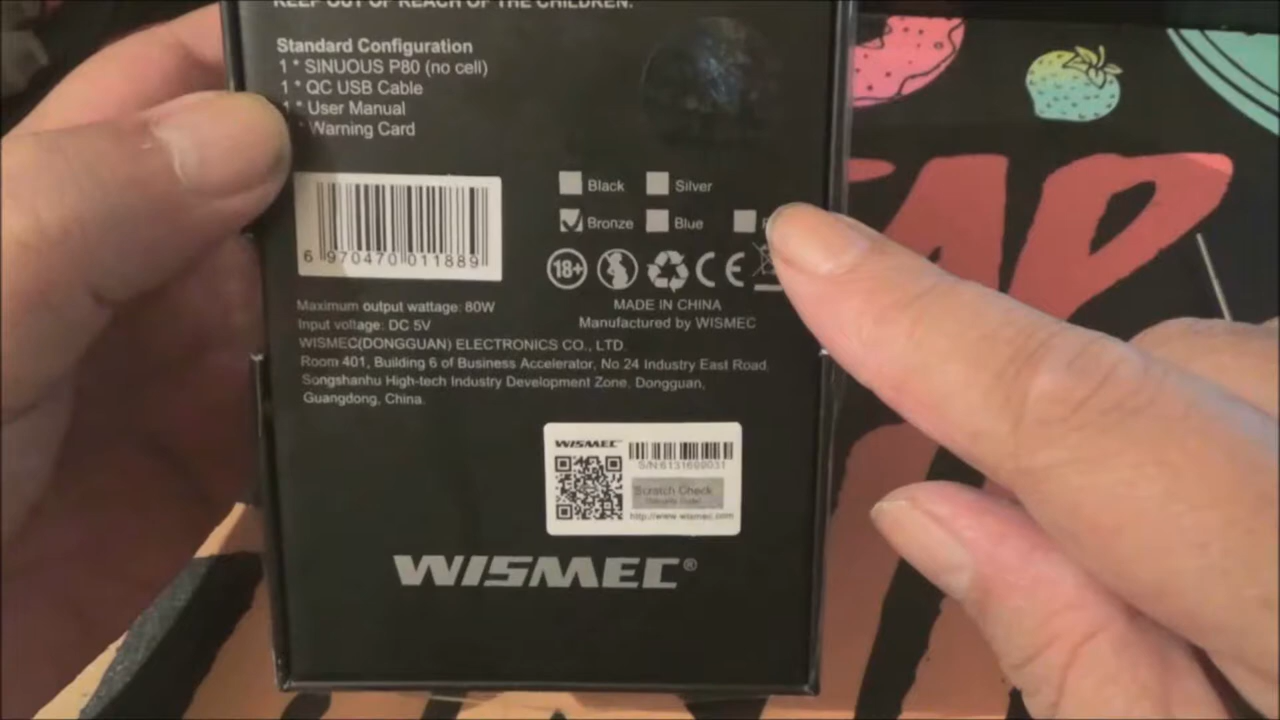 KEEP OUT OF REACH OF THE CHILDREN.
Standard Configuration
1 * SINUOUS P80 (no cell)
1 * QC USB Cable
1 * User Manual
* Warning Card
Black Silver
Bronze Blue
18+
CE
6 970470 011889
MADE IN CHINA
Manufactured by WISMEC
Maximum output wattage: 80W
Input voltage: DC 5V
WISMEC(DONGGUAN) ELECTRONICS CO., LTD.
Room 401, Building 6 of Business Accelerator, No.24 Industry East Road.
Songshanhu High-tech Industry Development Zone. Dongguan,
Guangdong, China.
WISMEC
S/N:6131600031
Scratch Check
http://www.wismec.com
WISMEC®
AP